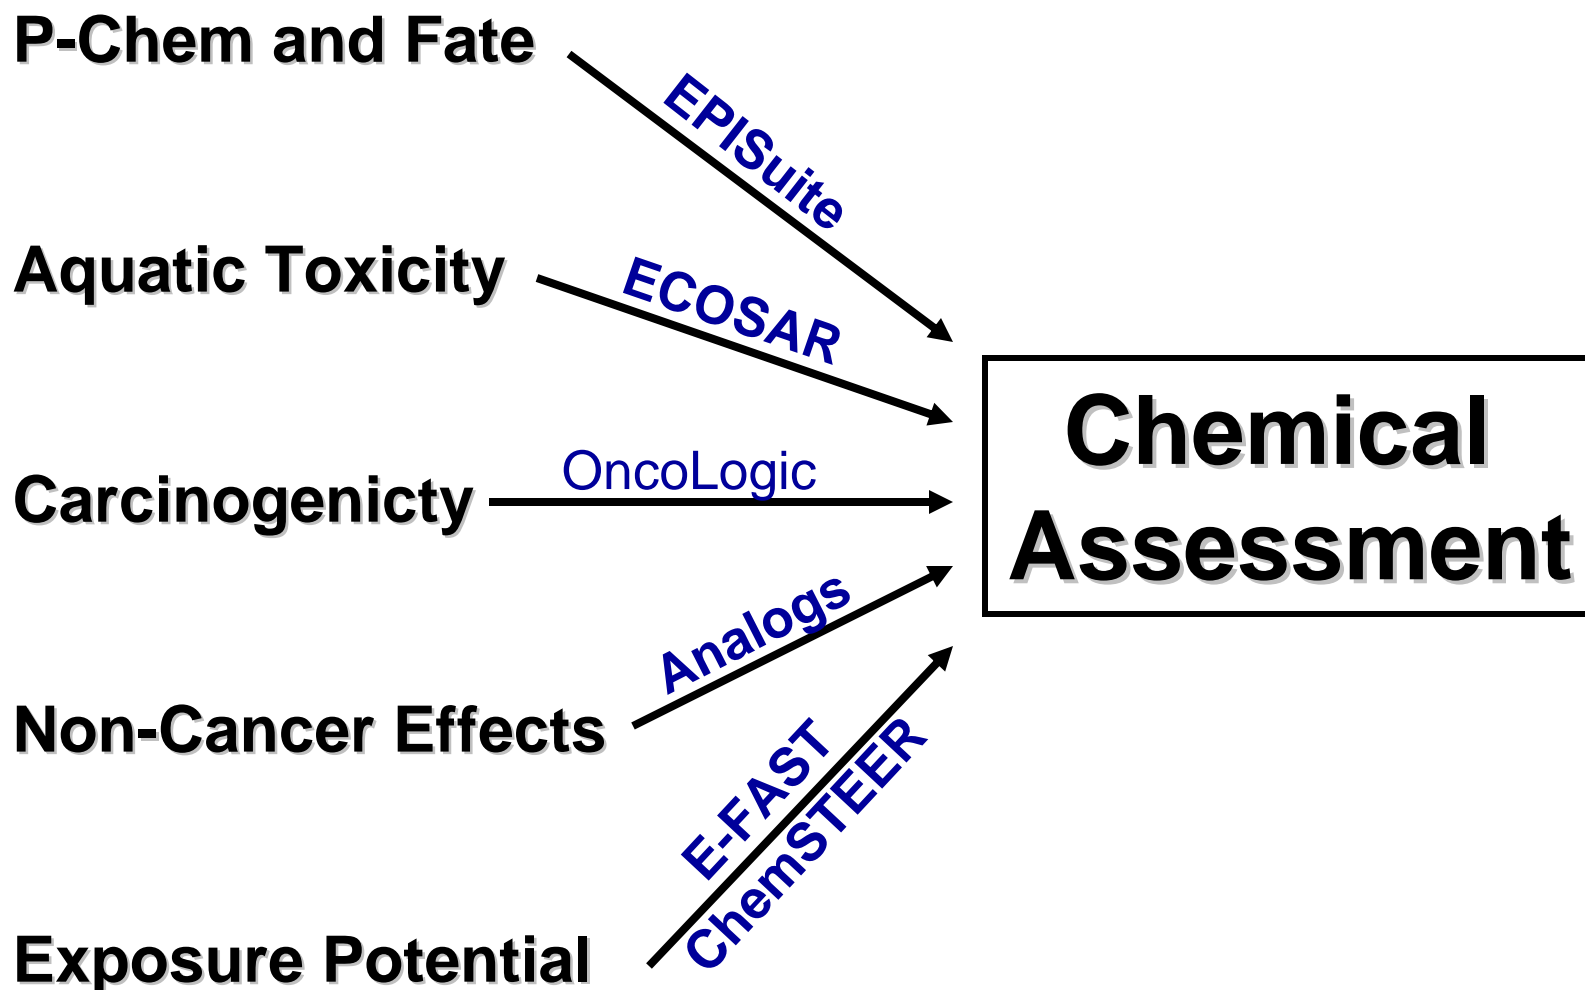 P-Chem and Fate
EPISuite
Aquatic Toxicity
ECOSAR
Carcinogenicty
OncoLogic
Non-Cancer Effects
Analogs
Exposure Potential
E-FAST
ChemSTEER
Chemical
Assessment